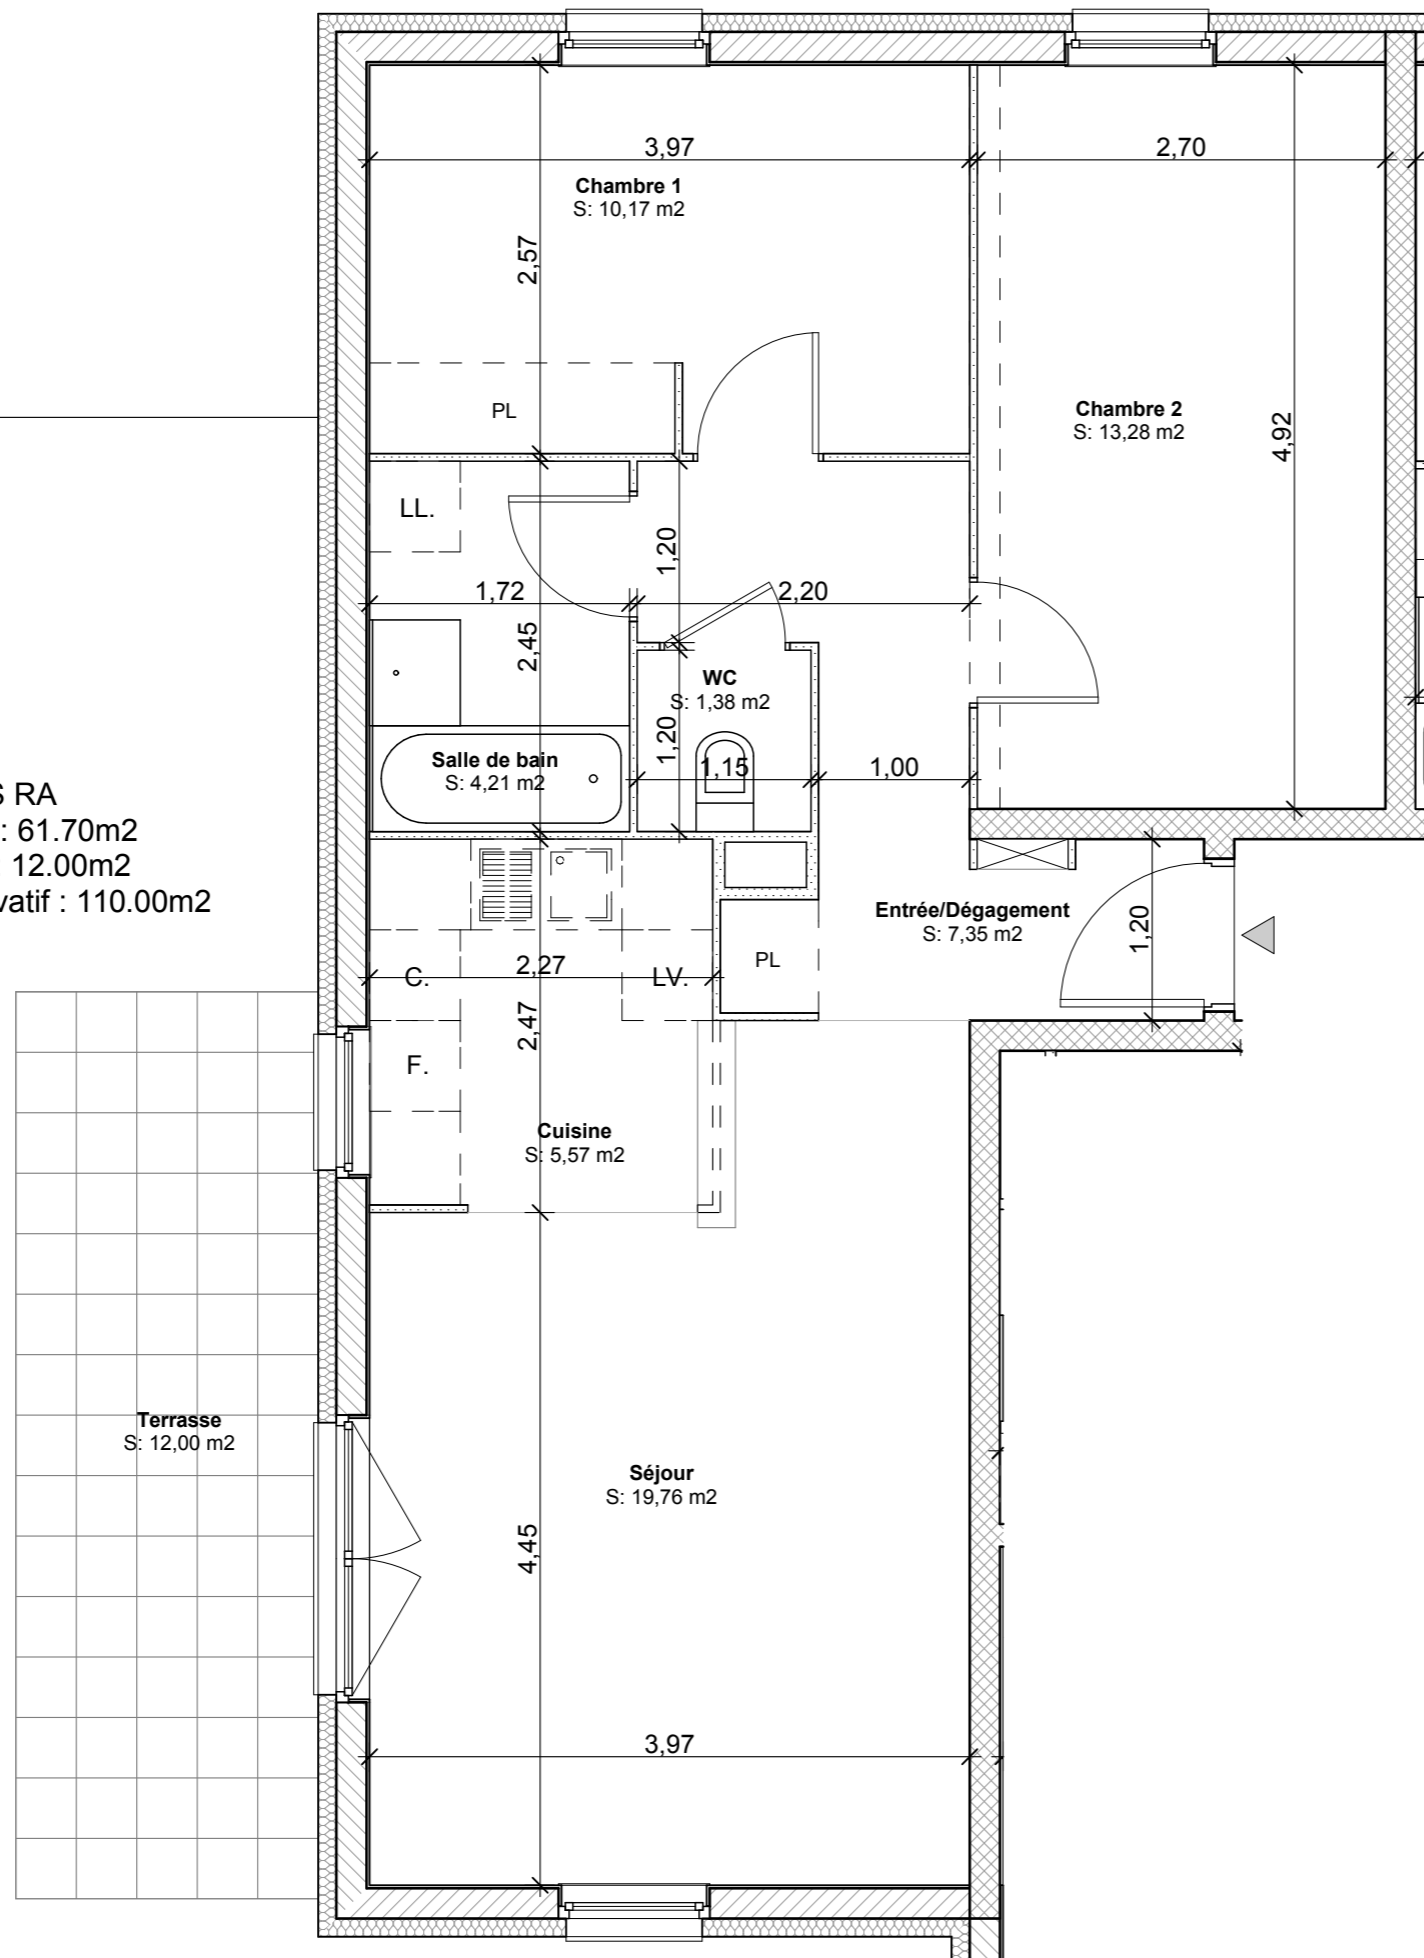 3,97
2,70
Chambre 1
S: 10,17 m2
2,57
PL
Chambre 2
S: 13,28 m2
4,92
LL.
1,20
1,72
2,20
2,45
WC
S: 1,38 m2
1,20
Salle de bain
S: 4,21 m2
1,15
1,00
RA
: 61.70m2
12.00m2
: 110.00m2
Entrée/Dégagement
S: 7,35 m2
1,20
PL
C.
2,27
LV.
2,47
F.
Cuisine
S: 5,57 m2
Terrasse
S: 12,00 m2
Séjour
S: 19,76 m2
4,45
3,97